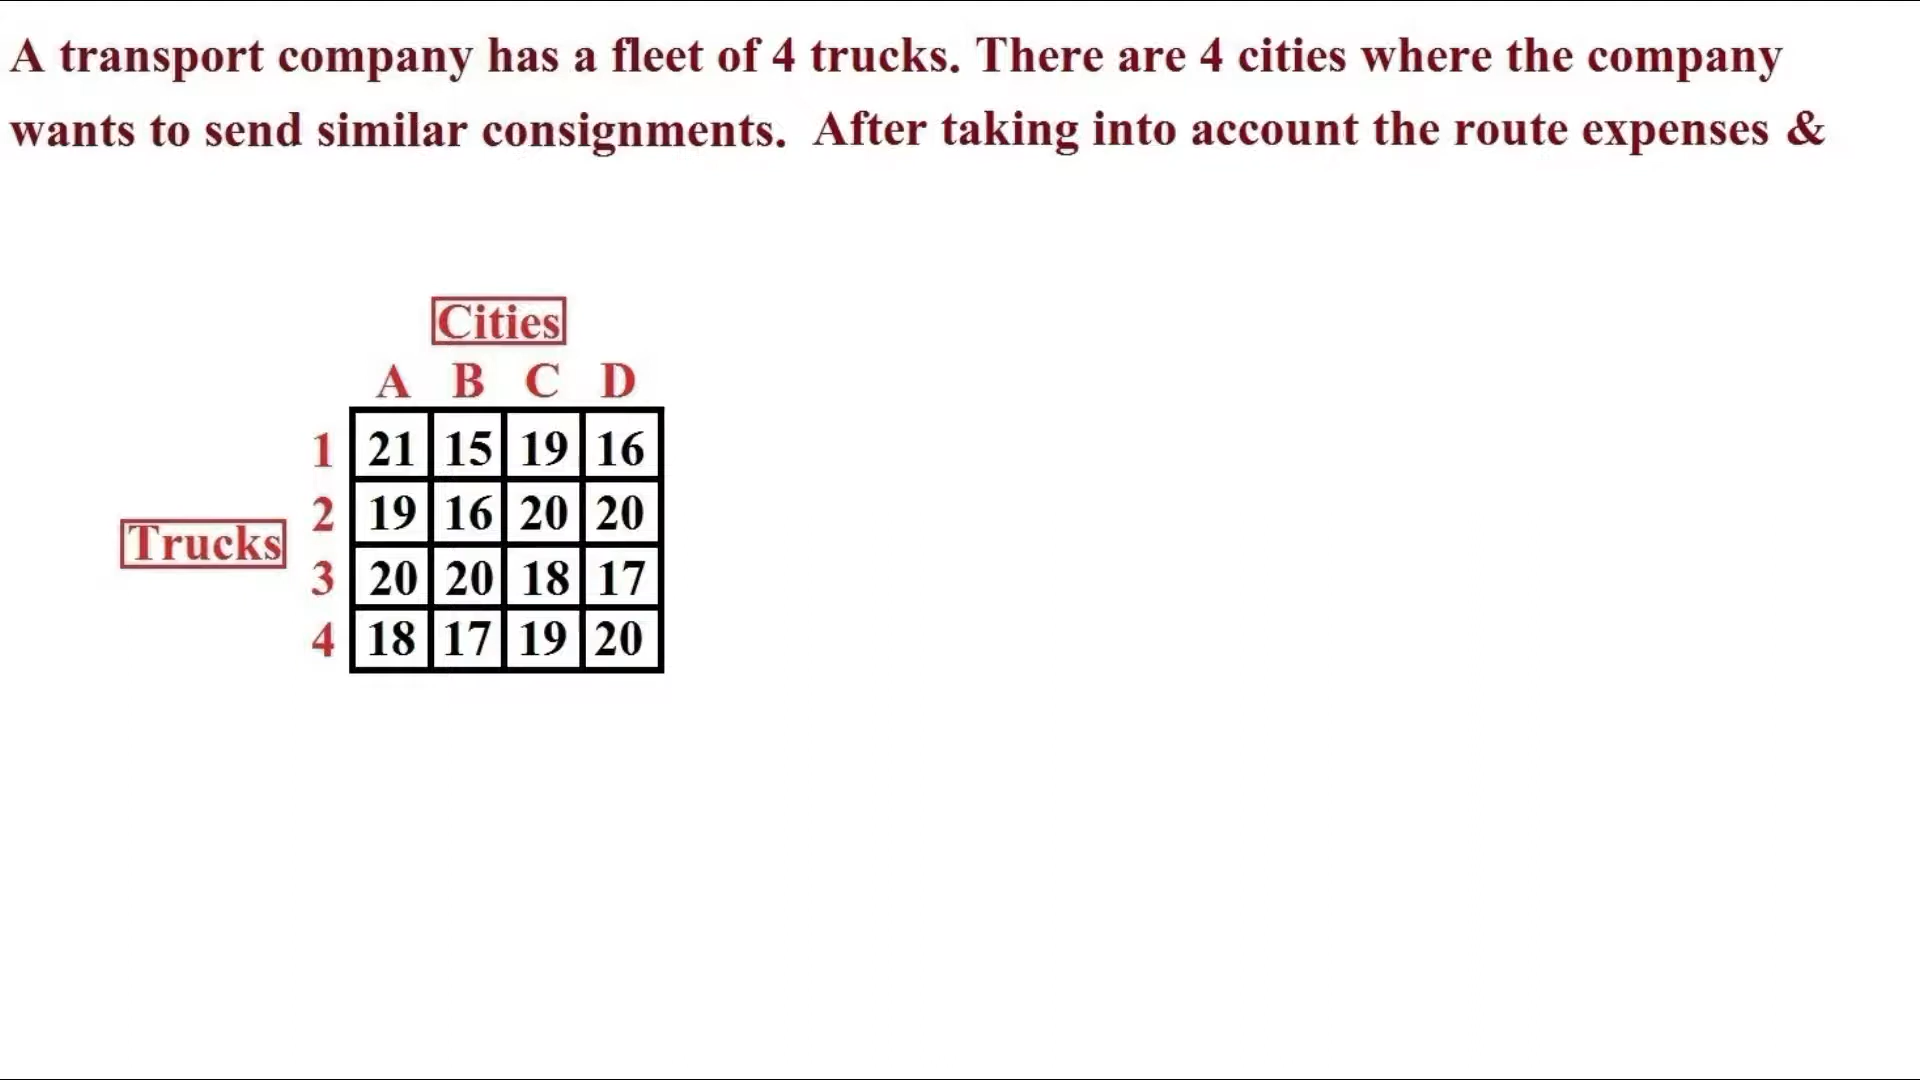 A transport company has a fleet of 4 trucks. There are 4 cities where the company
wants to send similar consignments. After taking into account the route expenses &
Cities
A B C D
1 21 15 19 16
2 19 16 20 20
Trucks
3 20 20 18 17
4 18 17 19 20